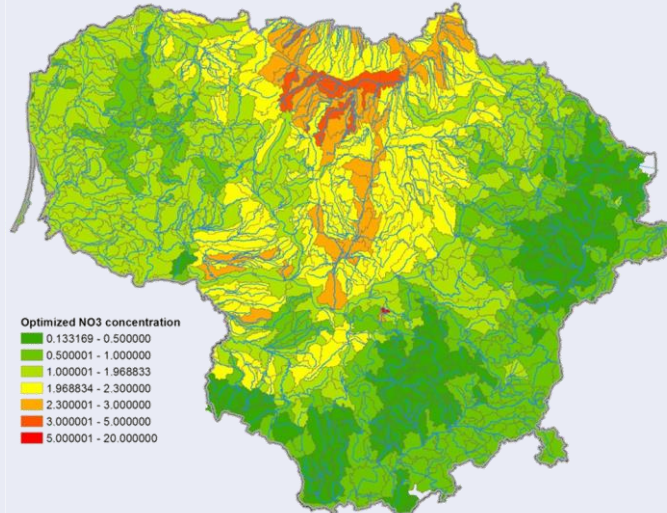 Optimized NO3 concentration
0.133169 - 0.500000
0.500001 - 1.000000
1.000001 - 1.968833
1.968834 - 2.300000
2.300001 - 3.000000
3.000001 - 5.000000
5.000001 - 20.000000